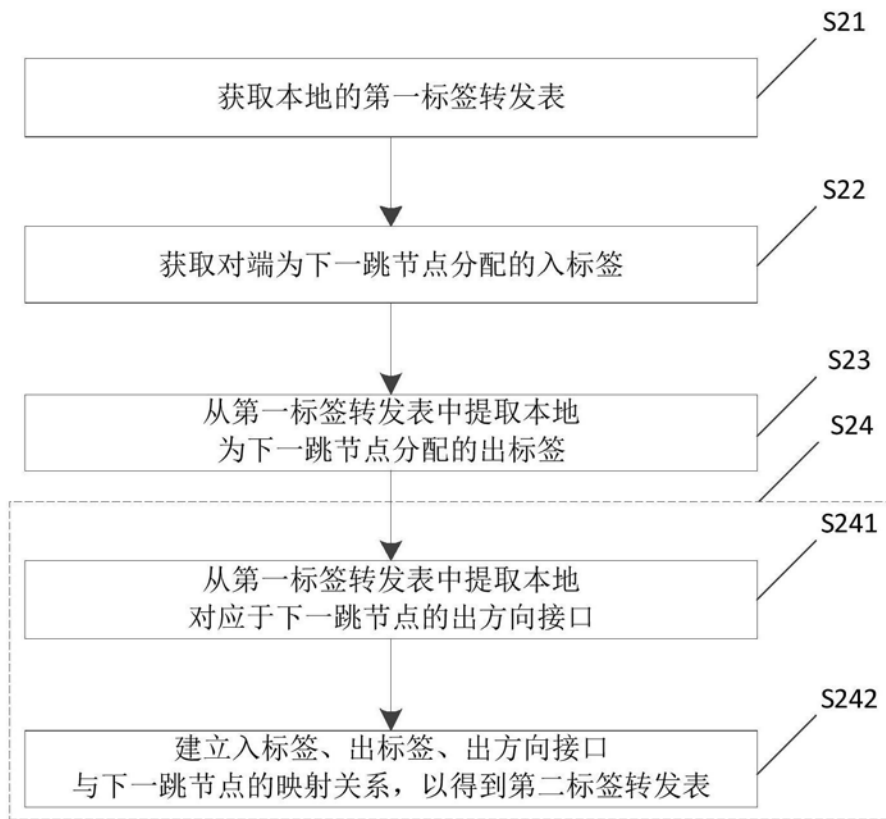 S21
获取本地的第一标签转发表
S22
获取对端为下一跳节点分配的入标签
S23
从第一标签转发表中提取本地
为下一跳节点分配的出标签
S24
S241
从第一标签转发表中提取本地
对应于下一跳节点的出方向接口
S242
建立入标签、出标签、出方向接口
与下一跳节点的映射关系，以得到第二标签转发表